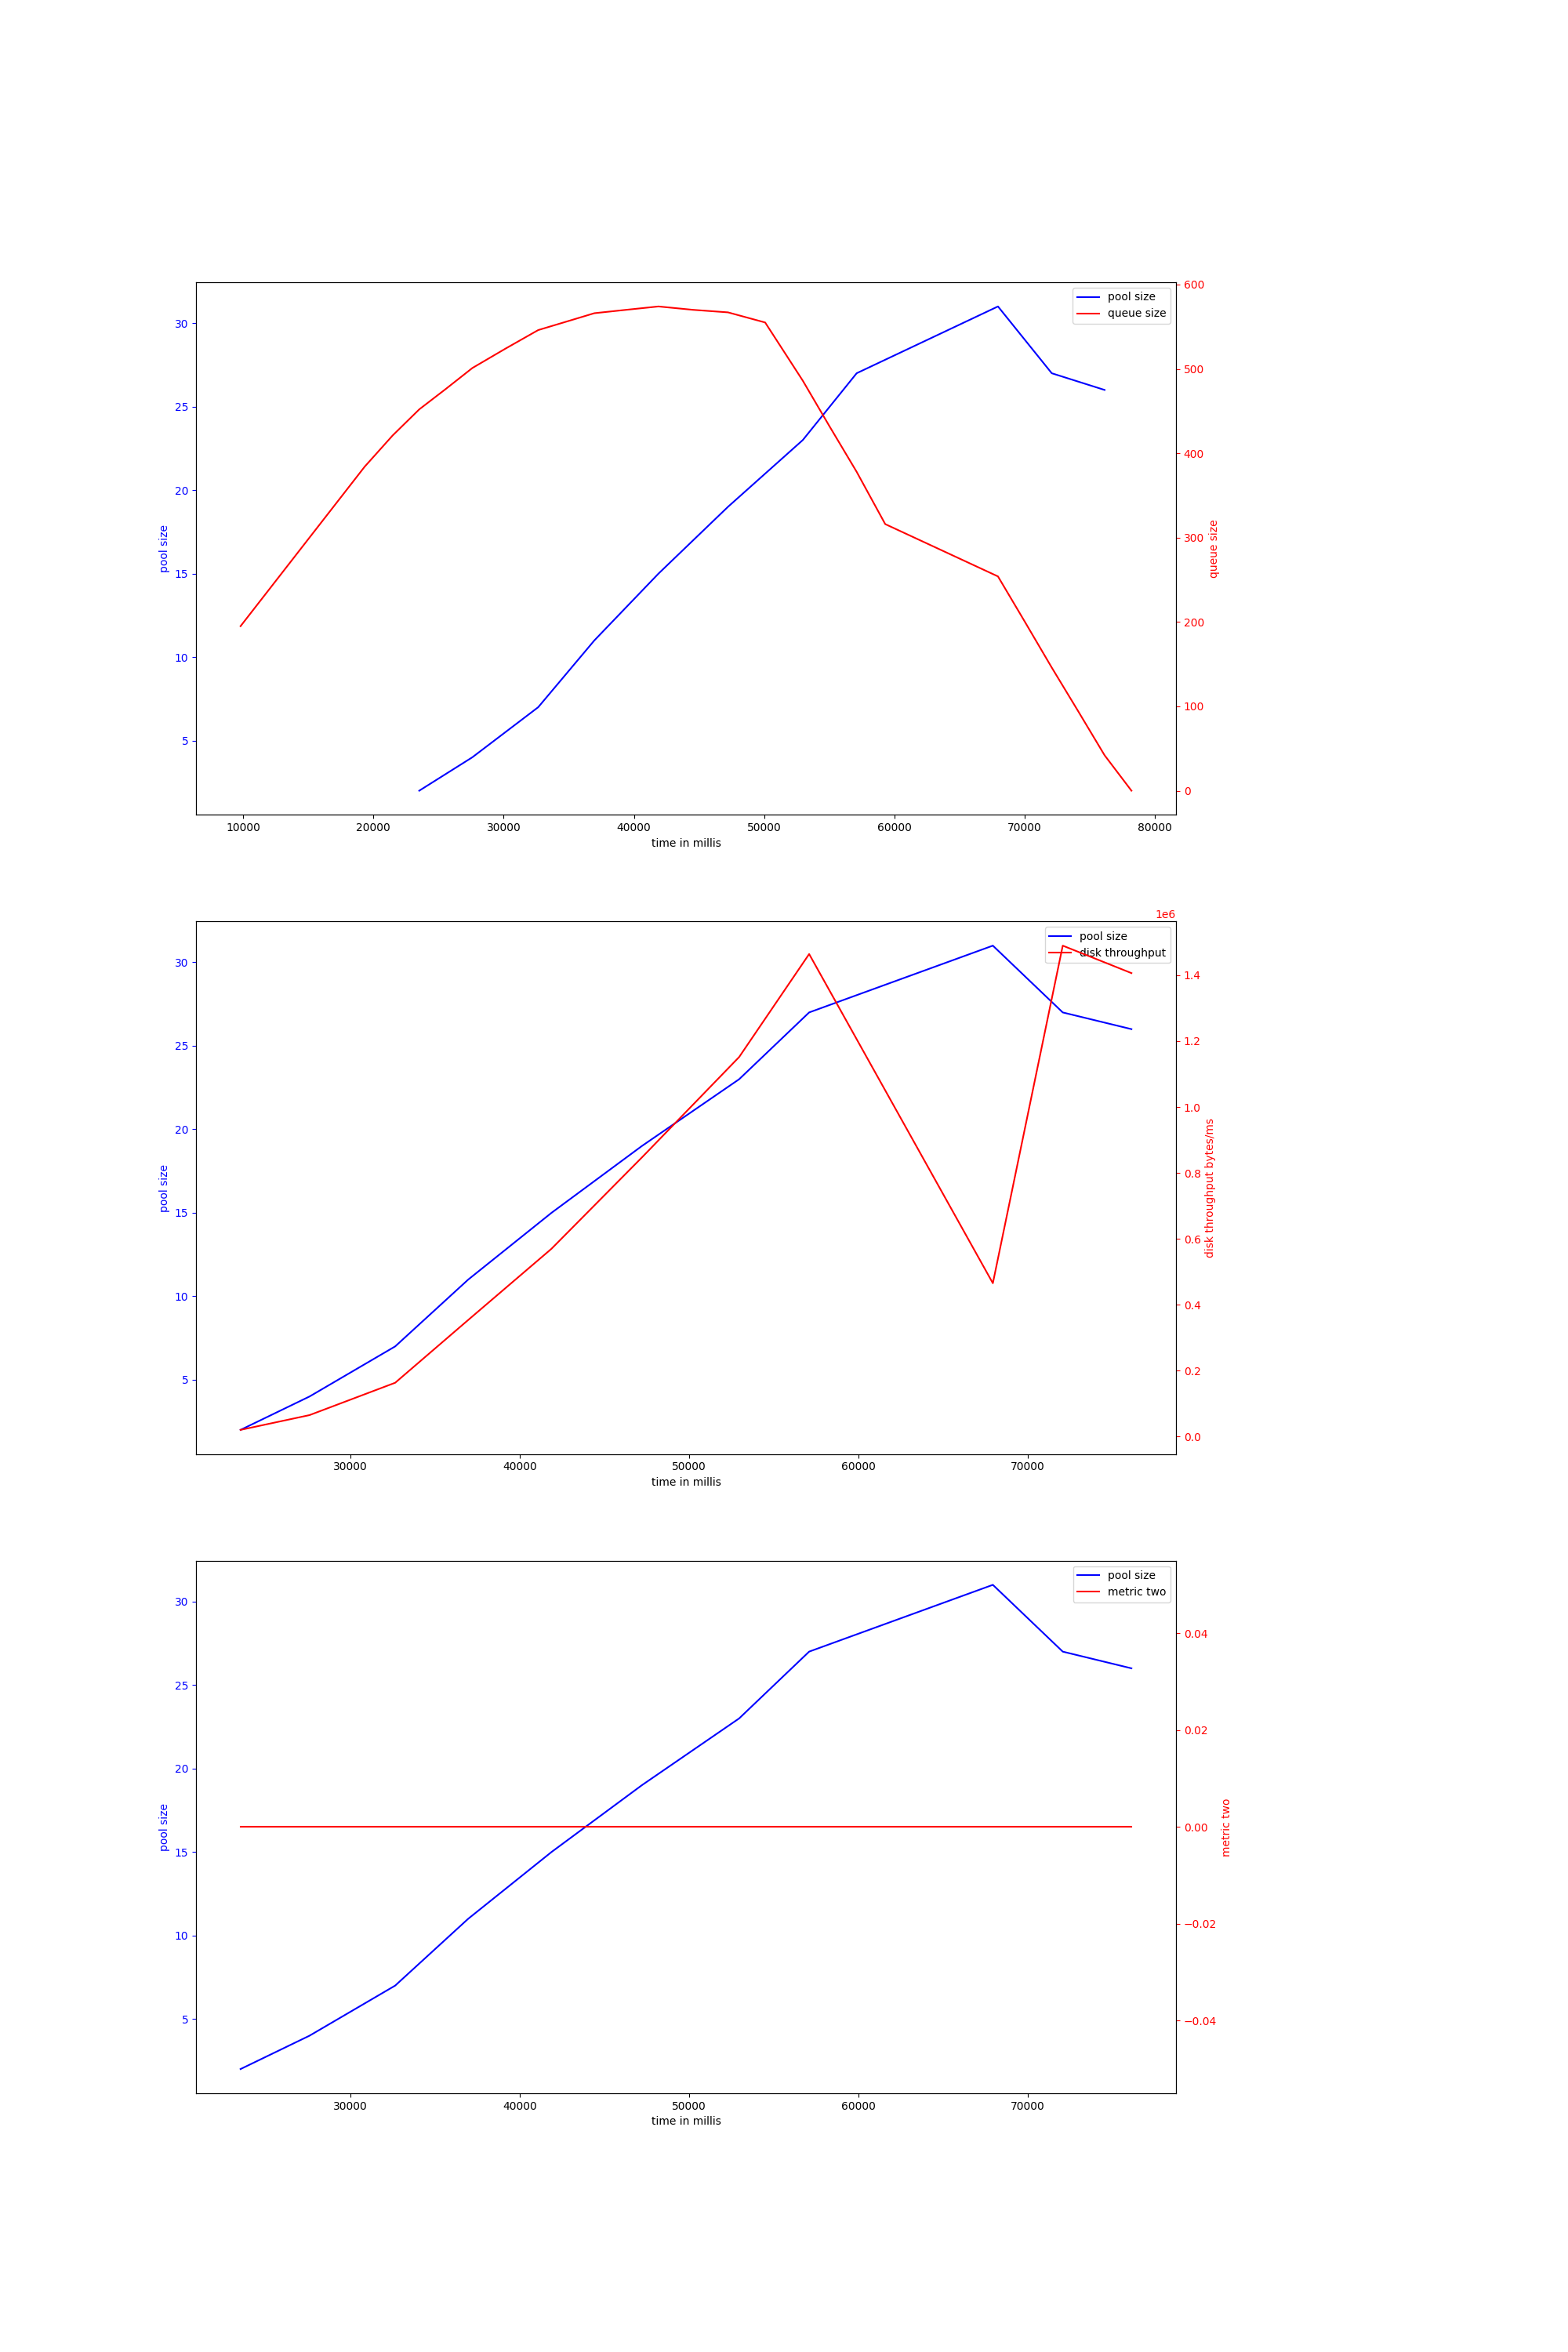 600
pool size
queue size
30
500
25
400
20
pool size
300
queue size
15
200
10
100
5
0
10000 20000 30000 40000 50000 60000 70000 80000
time in millis
1e6
pool size
disk throughput
30
1.4
25
1.2
1.0
20
pool size
disk throughput bytes/ms
0.8
15
0.6
10
0.4
5
0.2
0.0
30000 40000 50000 60000 70000
time in millis
pool size
metric two
30
0.04
25
0.02
20
pool size
metric two
0.00
15
10
−0.02
5
−0.04
30000 40000 50000 60000 70000
time in millis